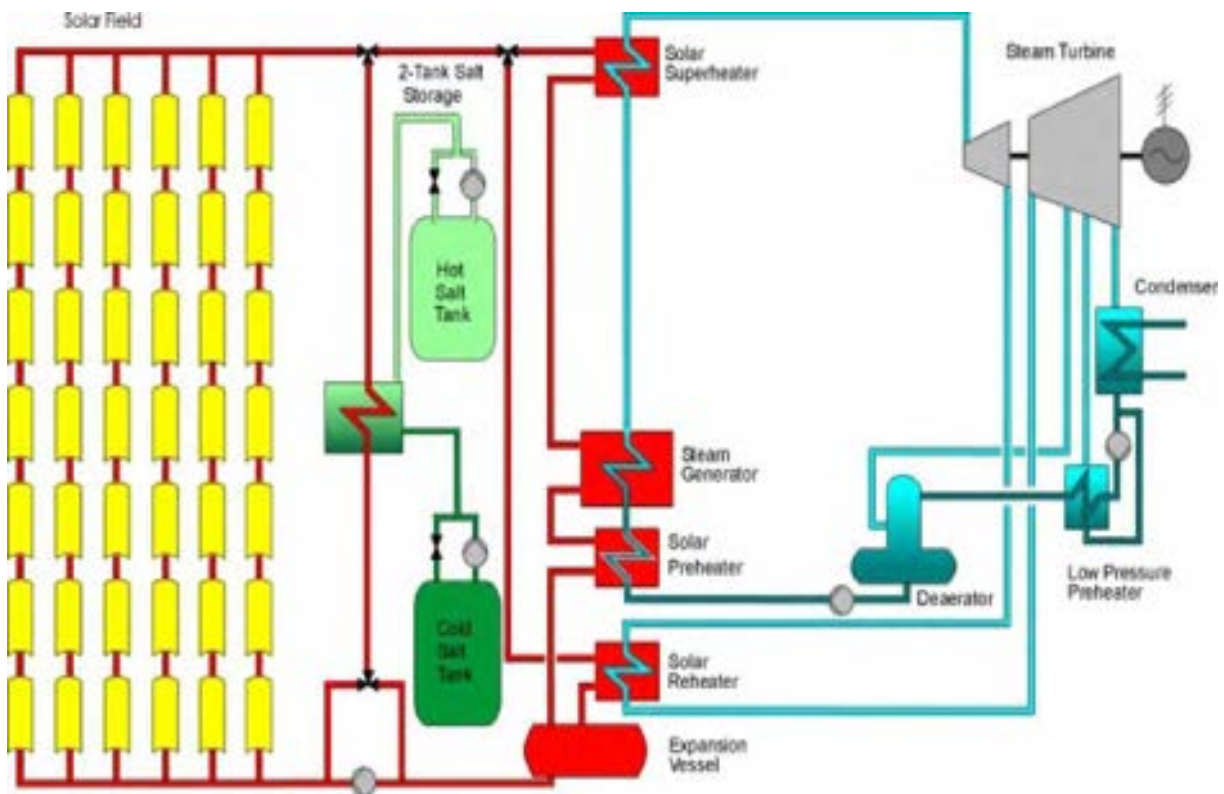 Solar Field
2-Tank Salt
Storage
Solar
Superheater
Steam Turbine
Hot
Salt
Tank
Condenser
Steam
Generator
Solar
Preheater
Deaerator
Low Pressure
Preheater
Cold
Salt
Tank
Solar
Reheater
Expansion
Vessel